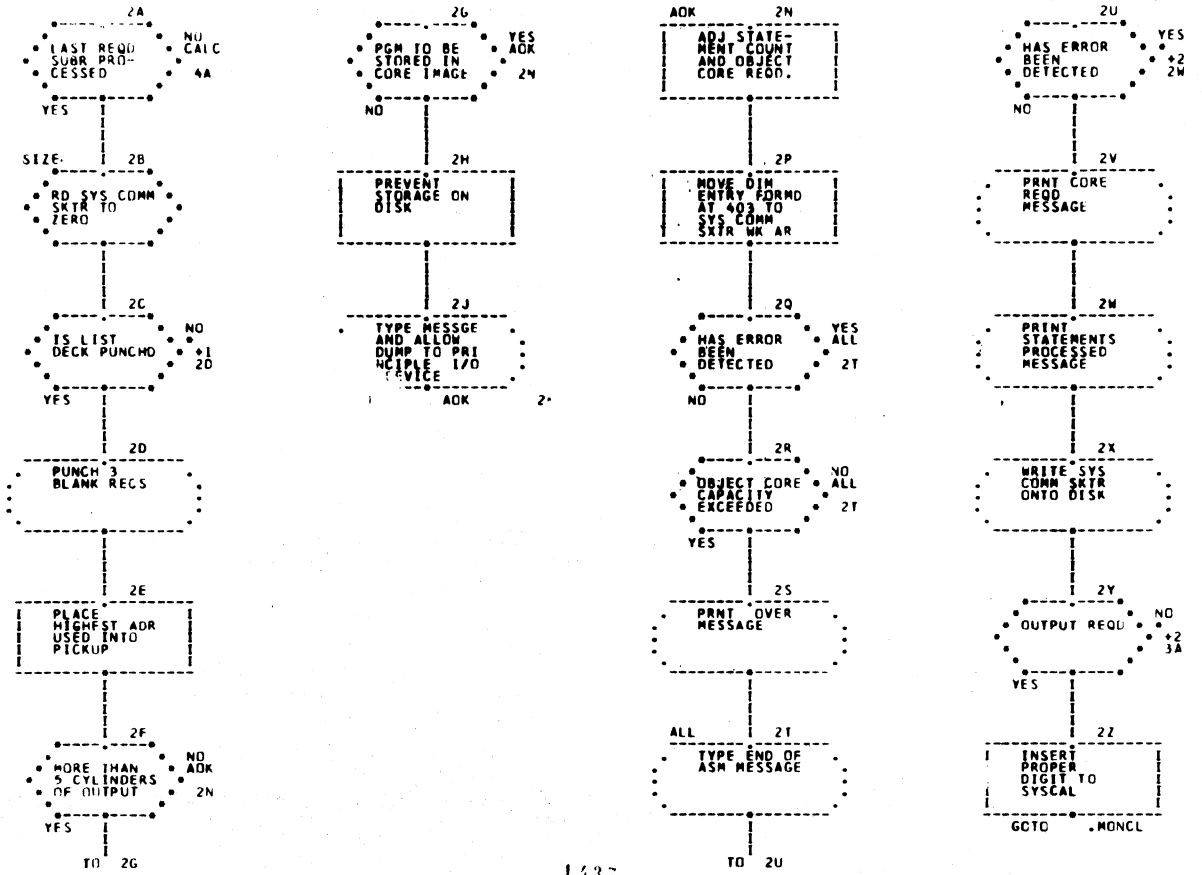 2A
NO
CALC
LAST REQD
SUBR PRO-
CESSED
4A
YES
SIZE
2B
RD SYS COMM
SKTR TO
ZERO
2C
NO
IS LIST
DECK PUNCHD
+1
2D
YES
2D
PUNCH 3
BLANK RECS
2E
PLACE
HIGHEST ADR
USED INTO
PICKUP
2F
NO
AOK
MORE THAN
5 CYLINDERS
OF OUTPUT
2N
YES
TO 2G
2G
YES
AOK
PGM TO BE
STORED IN
CORE IMAGE
2N
NO
2H
PREVENT
STORAGE ON
DISK
2J
TYPE MESSGE
AND ALLOW
DUMP TO PRI
NCIPLE I/O
AOK
AOK 2N
ADJ STATE-
MENT COUNT
AND OBJECT
CORE REQD.
2P
MOVE DIM
ENTRY FORMD
AT 403 TO
SYS COMM
SKTR WK AR
2Q
YES
ALL
HAS ERROR
BEEN
DETECTED
2T
NO
2R
NO
ALL
OBJECT CORE
CAPACITY
EXCEEDED
2T
YES
2S
PRNT OVER
MESSAGE
ALL 2T
TYPE END OF
ASM MESSAGE
TO 2U
2U
YES
HAS ERROR
BEEN
DETECTED
+2
2W
NO
2V
PRNT CORE
REQD
MESSAGE
2W
PRINT
STATEMENTS
PROCESSED
MESSAGE
2X
WRITE SYS
COMM SKTR
ONTO DISK
2Y
NO
OUTPUT REQD
+2
3A
YES
2Z
INSERT
PROPER
DIGIT TO
SYSCAL
GOTO .MONCL